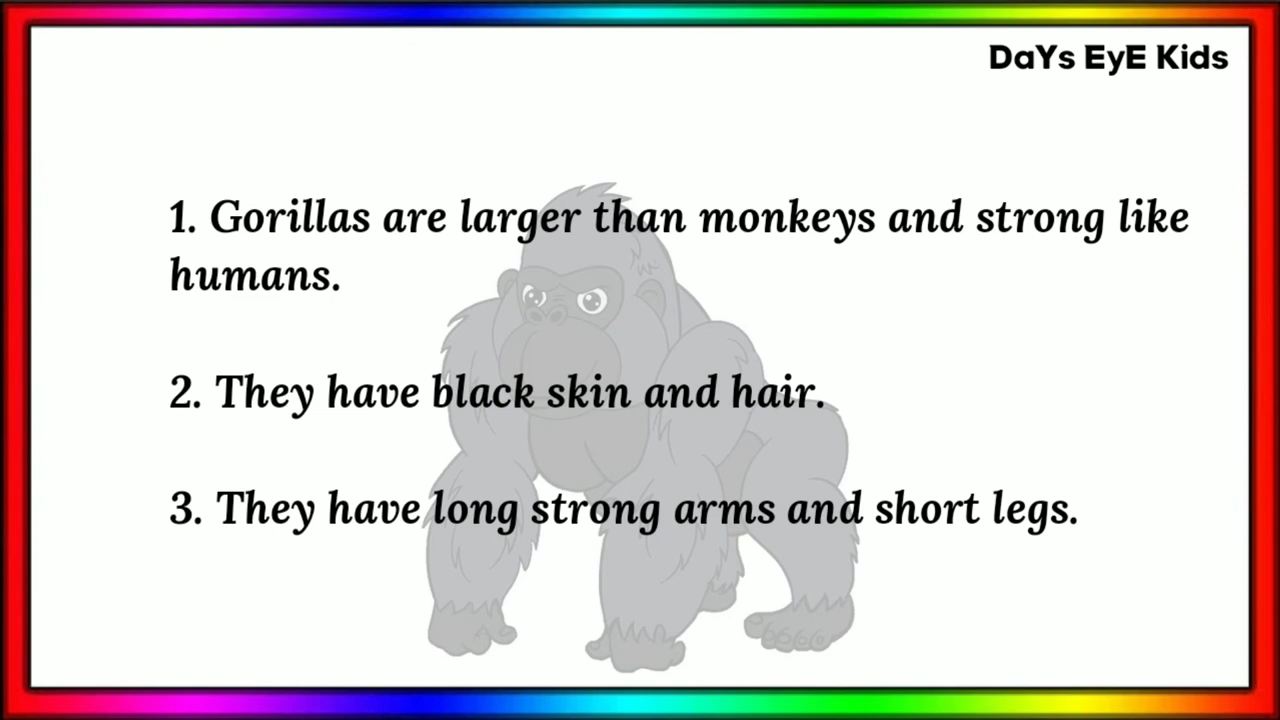 DaYs EyE Kids
1. Gorillas are larger than monkeys and strong like
humans.
2. They have black skin and hair.
3. They have long strong arms and short legs.